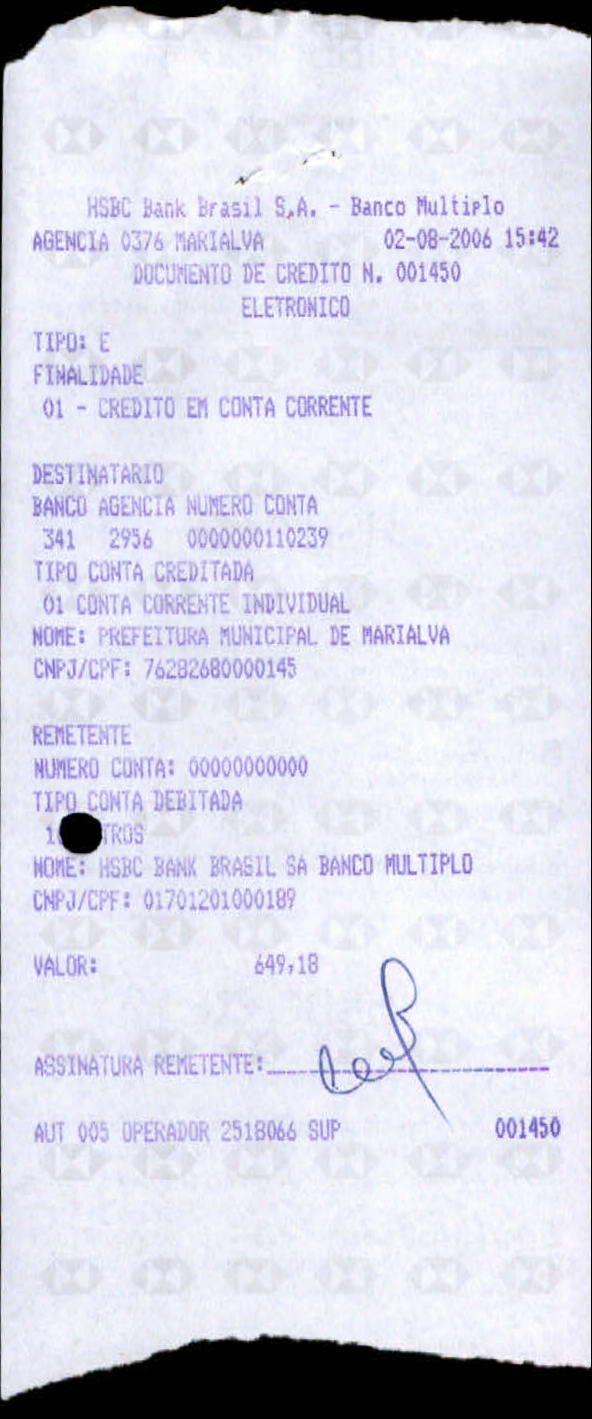 HSBC Bank Brasil S.A. - Banco Multiplo
AGENCIA 0376 MARIALVA 02-08-2006 15:42
DOCUMENTO DE CREDITO N. 001450
ELETRONICO
TIPO: E
FINALIDADE
01 - CREDITO EM CONTA CORRENTE
DESTINATARIO
BANCO AGENCIA NUMERO CONTA
341 2956 0000000110239
TIPO CONTA CREDITADA
01 CONTA CORRENTE INDIVIDUAL
NOME: PREFEITURA MUNICIPAL DE MARIALVA
CNPJ/CPF: 76282680000145
REMETENTE
NUMERO CONTA: 00000000000
TIPO CONTA DEBITADA
NOME: HSBC BANK BRASIL SA BANCO MULTIPLO
CNPJ/CPF: 01701201000189
VALOR: 649,18
ASSINATURA REMETENTE:
AUT 005 OPERADOR 2518066 SUP 001450